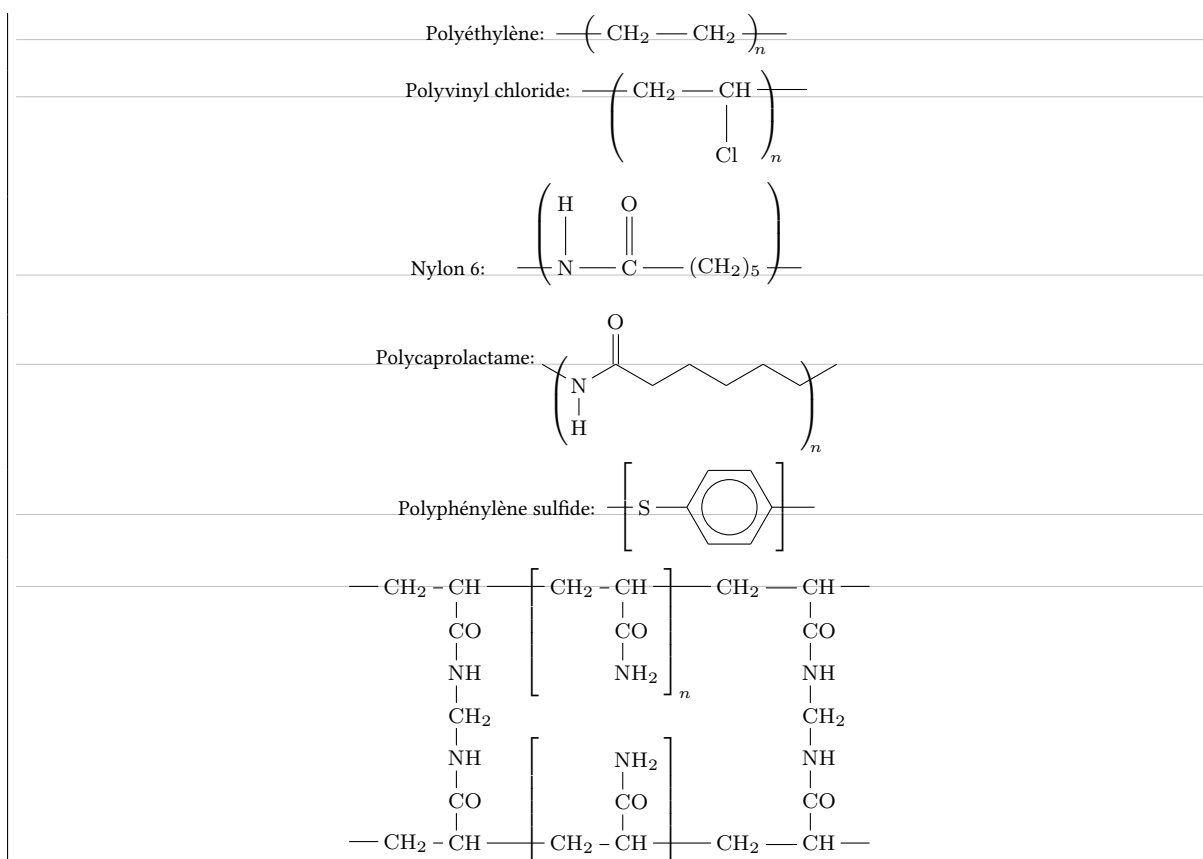 Polyéthylène: CH₂ CH₂ n
Polyvinyl chloride: CH₂ CH n
Cl
H O
Nylon 6: N C (CH₂)₅
O
Polycaprolactame:
N
H n
Polyphénylène sulfide: S
CH₂ CH CH₂ CH CH₂ CH
CO CO CO
NH NH₂ NH
n
CH₂ CH₂
NH NH₂ NH
CO CO CO
CH₂ CH CH₂ CH CH₂ CH